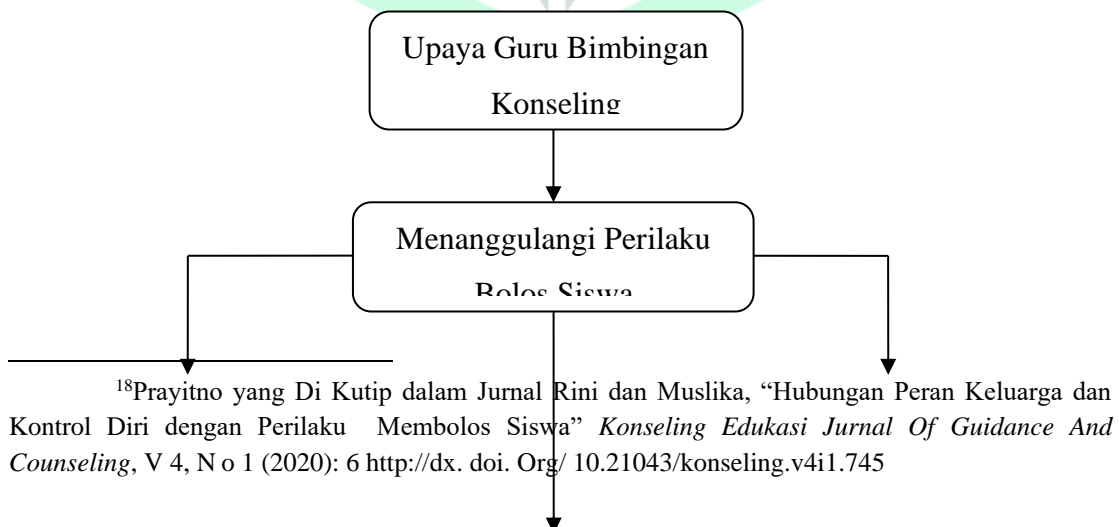 Upaya Guru Bimbingan
Konseling
Menanggulangi Perilaku
Bolos Siswa
18Prayitno yang Di Kutip dalam Jurnal Rini dan Muslika, “Hubungan Peran Keluarga dan
Kontrol Diri dengan Perilaku Membolos Siswa” Konseling Edukasi Jurnal Of Guidance And
Counseling, V 4, N o 1 (2020): 6 http://dx. doi. Org/ 10.21043/konseling.v4i1.745